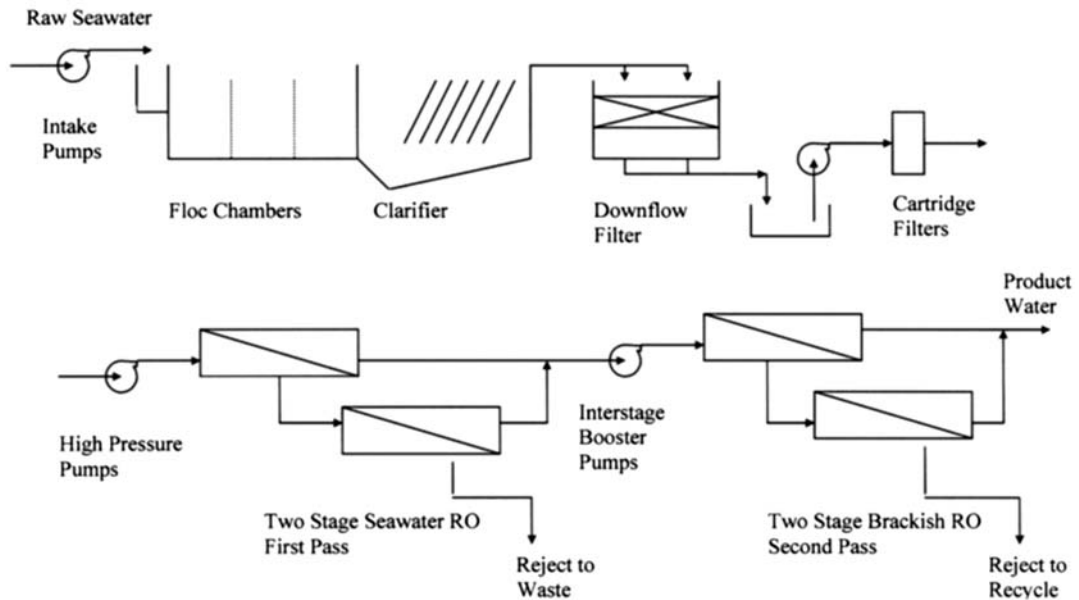 Raw Seawater
Intake
Pumps
Floc Chambers
Clarifier
Downflow
Filter
Cartridge
Filters
Product
Water
High Pressure
Pumps
Interstage
Booster
Pumps
Two Stage Seawater RO
First Pass
Reject to
Waste
Two Stage Brackish RO
Second Pass
Reject to
Recycle